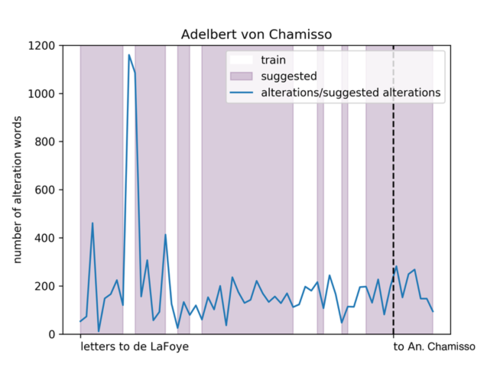 Adelbert von Chamisso
1200
1000
800
600
400
200
0
number of alteration words
train
suggested
alterations/suggested alterations
letters to de LaFoye
to An. Chamisso